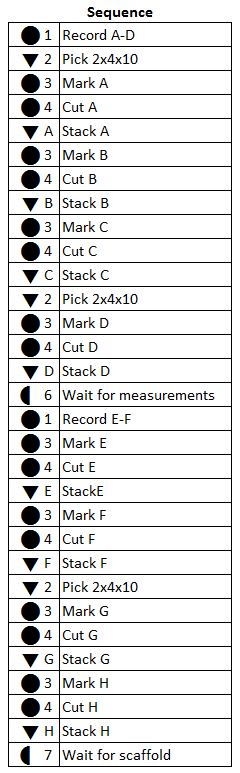 Sequence
1 Record A-D
2 Pick 2x4x10
3 Mark A
4 Cut A
A Stack A
3 Mark B
4 Cut B
B Stack B
3 Mark C
4 Cut C
C Stack C
2 Pick 2x4x10
3 Mark D
4 Cut D
D Stack D
6 Wait for measurements
1 Record E-F
3 Mark E
4 Cut E
E StackE
3 Mark F
4 Cut F
F Stack F
2 Pick 2x4x10
3 Mark G
4 Cut G
G Stack G
3 Mark H
4 Cut H
H Stack H
7 Wait for scaffold